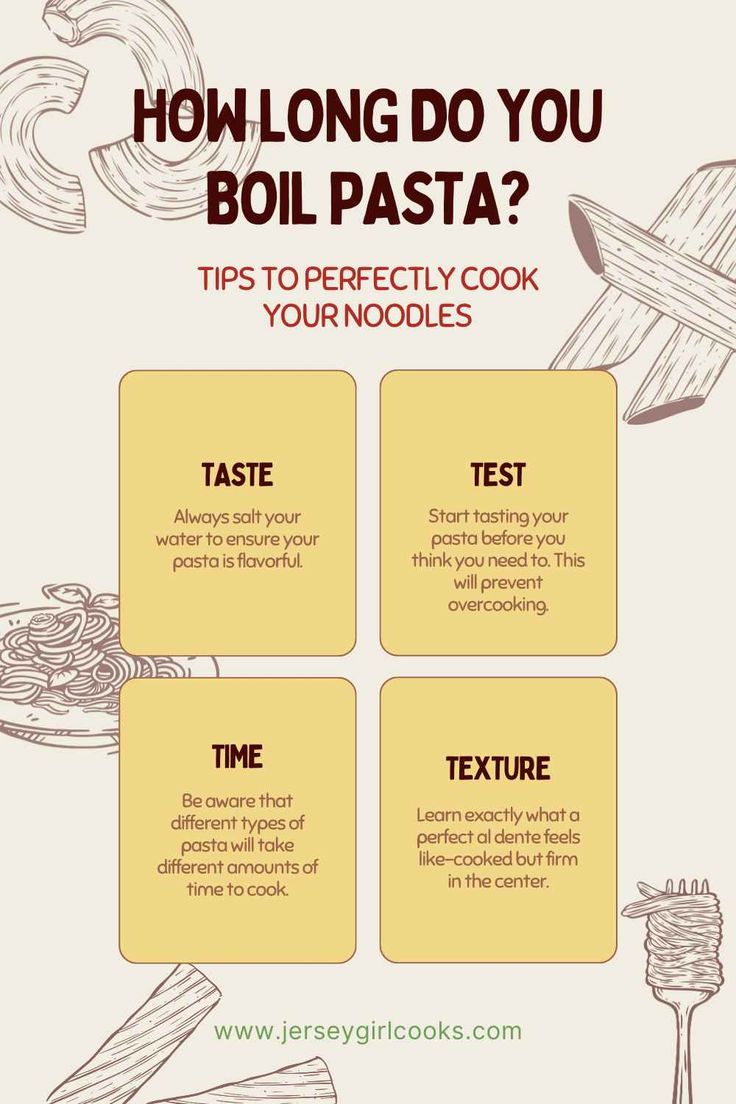 HOW LONG DO YOU
BOIL PASTA?
TIPS TO PERFECTLY COOK
YOUR NOODLES
TASTE
Always salt your
water to ensure your
pasta is flavorful.
TEST
Start tasting your
pasta before you
think you need to. This
will prevent
overcooking.
TIME
Be aware that
different types of
pasta will take
different amounts of
time to cook.
TEXTURE
Learn exactly what a
perfect al dente feels
like-cooked but firm
in the center.
www.jerseygirlcooks.com